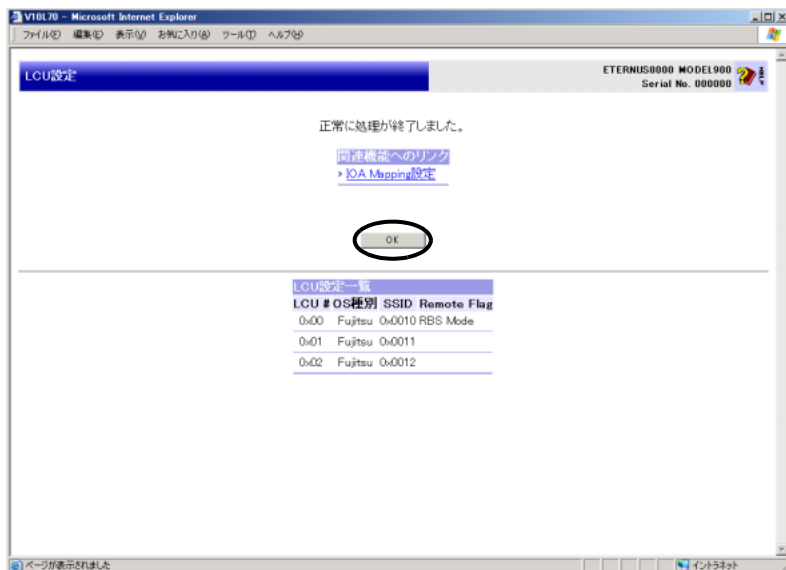 V10L70 - Microsoft Internet Explorer
ファイル(F) 編集(E) 表示(V) お気に入り(A) ツール(T) ヘルプ(H)
LCU設定
ETERNUS8000 MODEL900
Serial No. 000000
正常に処理が終了しました。
関連機能へのリンク
IOA Mapping設定
OK
LCU設定一覧
LCU # OS種別 SSID Remote Flag
0x00 Fujitsu 0x0010 RBS Mode
0x01 Fujitsu 0x0011
0x02 Fujitsu 0x0012
ページが表示されました
イントラネット